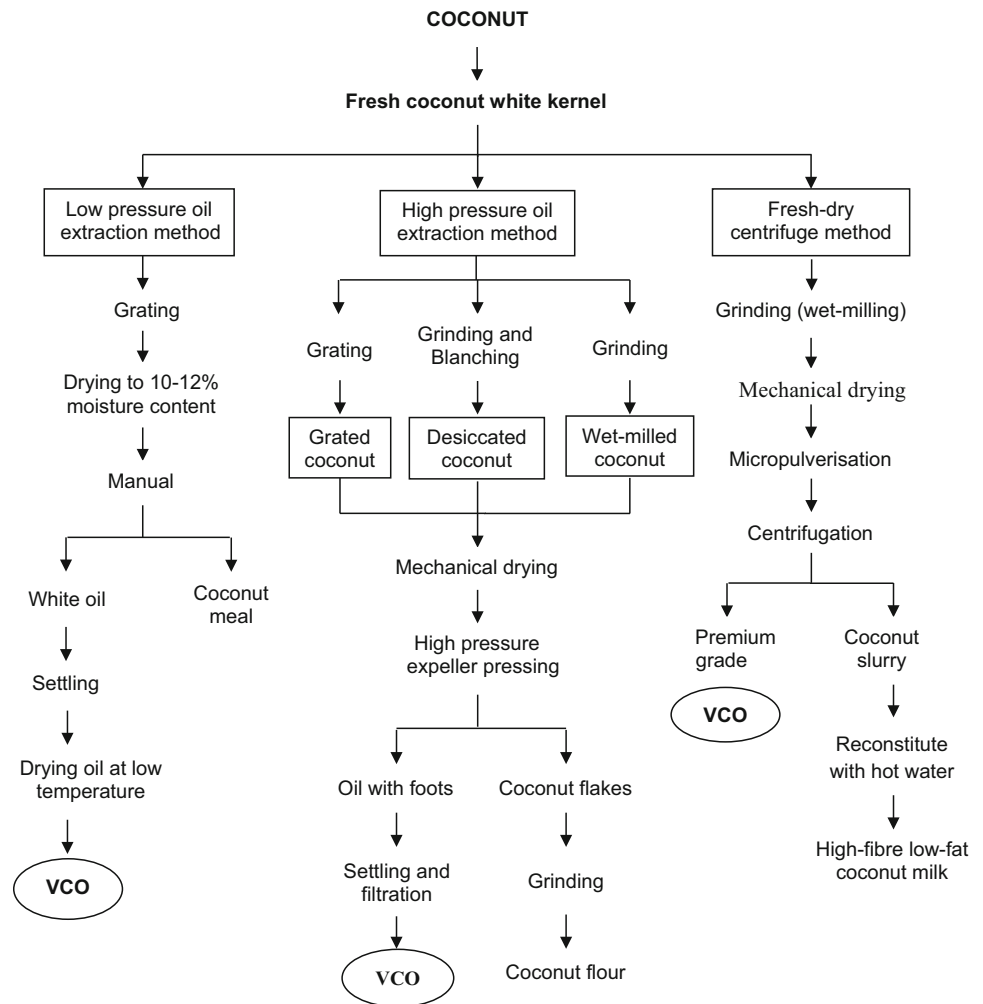 COCONUT
Fresh coconut white kernel
Low pressure oil
extraction method
Grating
Drying to 10-12%
moisture content
Manual
White oil
Settling
Drying oil at low
temperature
VCO
Coconut
meal
High pressure oil
extraction method
Grating
Grated
coconut
Grinding and
Blanching
Desiccated
coconut
Grinding
Wet-milled
coconut
Mechanical drying
High pressure
expeller pressing
Oil with foots
Settling and
filtration
VCO
Coconut flakes
Grinding
Coconut flour
Fresh-dry
centrifuge method
Grinding (wet-milling)
Mechanical drying
Micropulverisation
Centrifugation
Premium
grade
VCO
Coconut
slurry
Reconstitute
with hot water
High-fibre low-fat
coconut milk